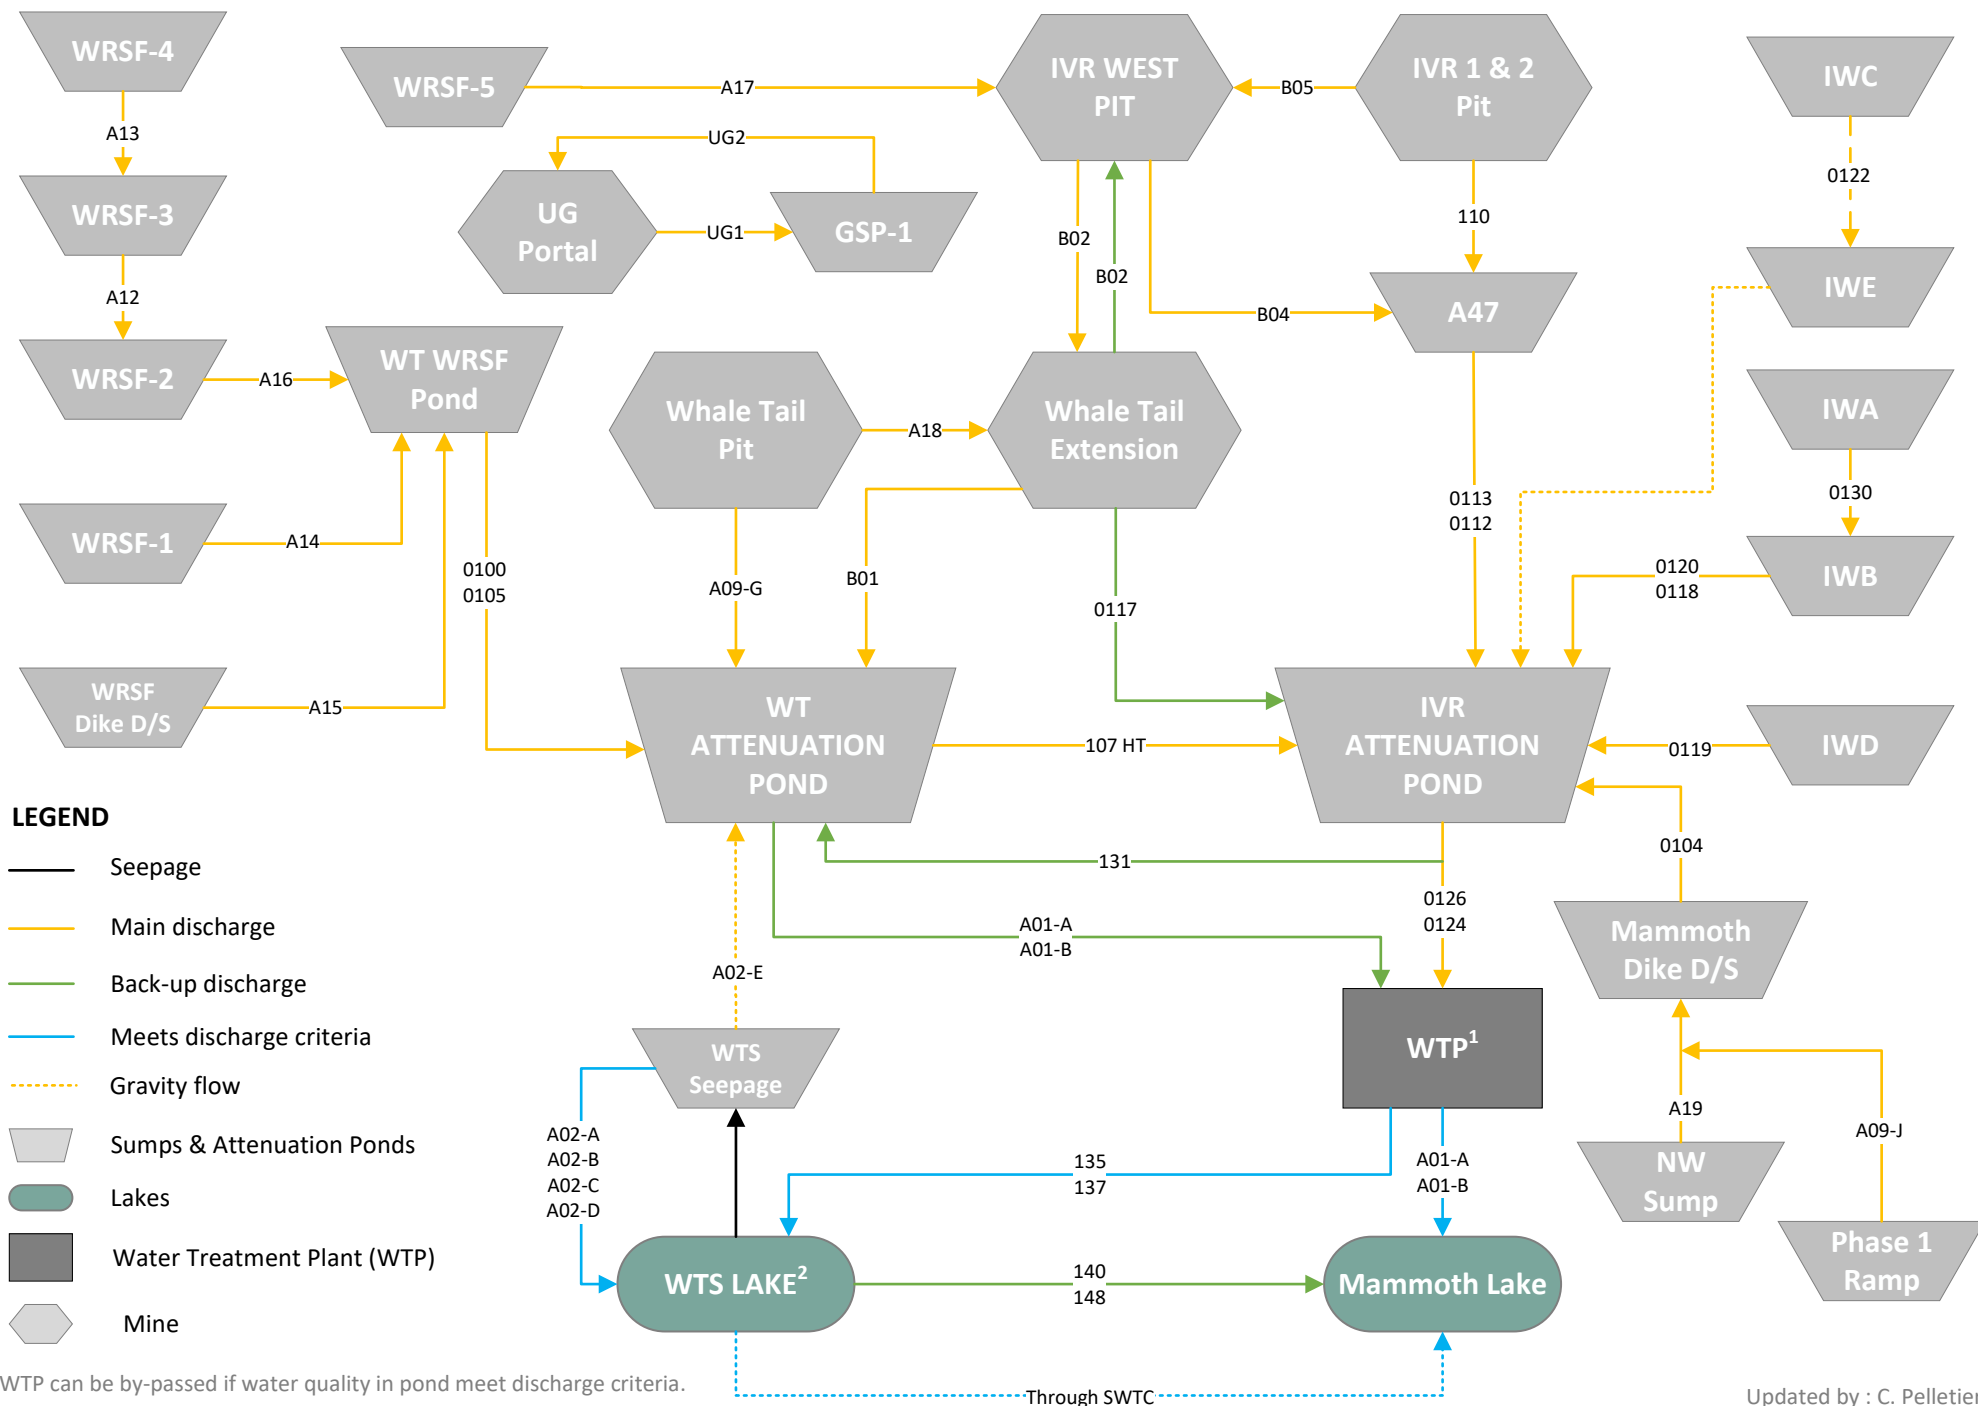 WRSF-4
WRSF-5
IVR WEST
PIT
IVR 1 & 2
Pit
IWC
A17
B05
A13
UG2
0122
WRSF-3
UG
Portal
UG1
GSP-1
110
B02
B02
IWE
A12
B04
A47
WRSF-2
A16
WT WRSF
Pond
Whale Tail
Pit
A18
Whale Tail
Extension
IWA
0113
0112
0130
WRSF-1
A14
0100
0105
A09-G
B01
0117
0120
0118
IWB
WRSF
Dike D/S
A15
WT
ATTENUATION
POND
107 HT
IVR
ATTENUATION
POND
0119
IWD
LEGEND
Seepage
Main discharge
Back-up discharge
Meets discharge criteria
Gravity flow
Sumps & Attenuation Ponds
Lakes
Water Treatment Plant (WTP)
Mine
131
0104
0126
0124
A01-A
A01-B
A02-E
Mammoth
Dike D/S
WTS
Seepage
WTP¹
A19
A09-J
A02-A
A02-B
A02-C
A02-D
135
137
A01-A
A01-B
NW
Sump
Phase 1
Ramp
WTS LAKE²
140
148
Mammoth Lake
WTP can be by-passed if water quality in pond meet discharge criteria.
Through SWTC
Updated by : C. Pelletier